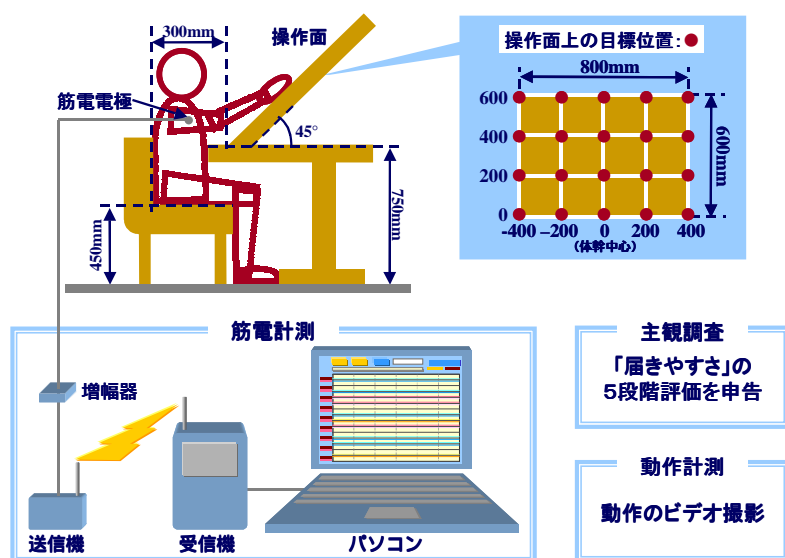 300mm
操作面
筋電電極
45°
750mm
450mm
操作面上の目標位置:
800mm
600
400
200
0
600mm
-400 -200 0 200 400
(体幹中心)
筋電計測
増幅器
送信機
受信機
パソコン
主観調査
「届きやすさ」の
5段階評価を申告
動作計測
動作のビデオ撮影